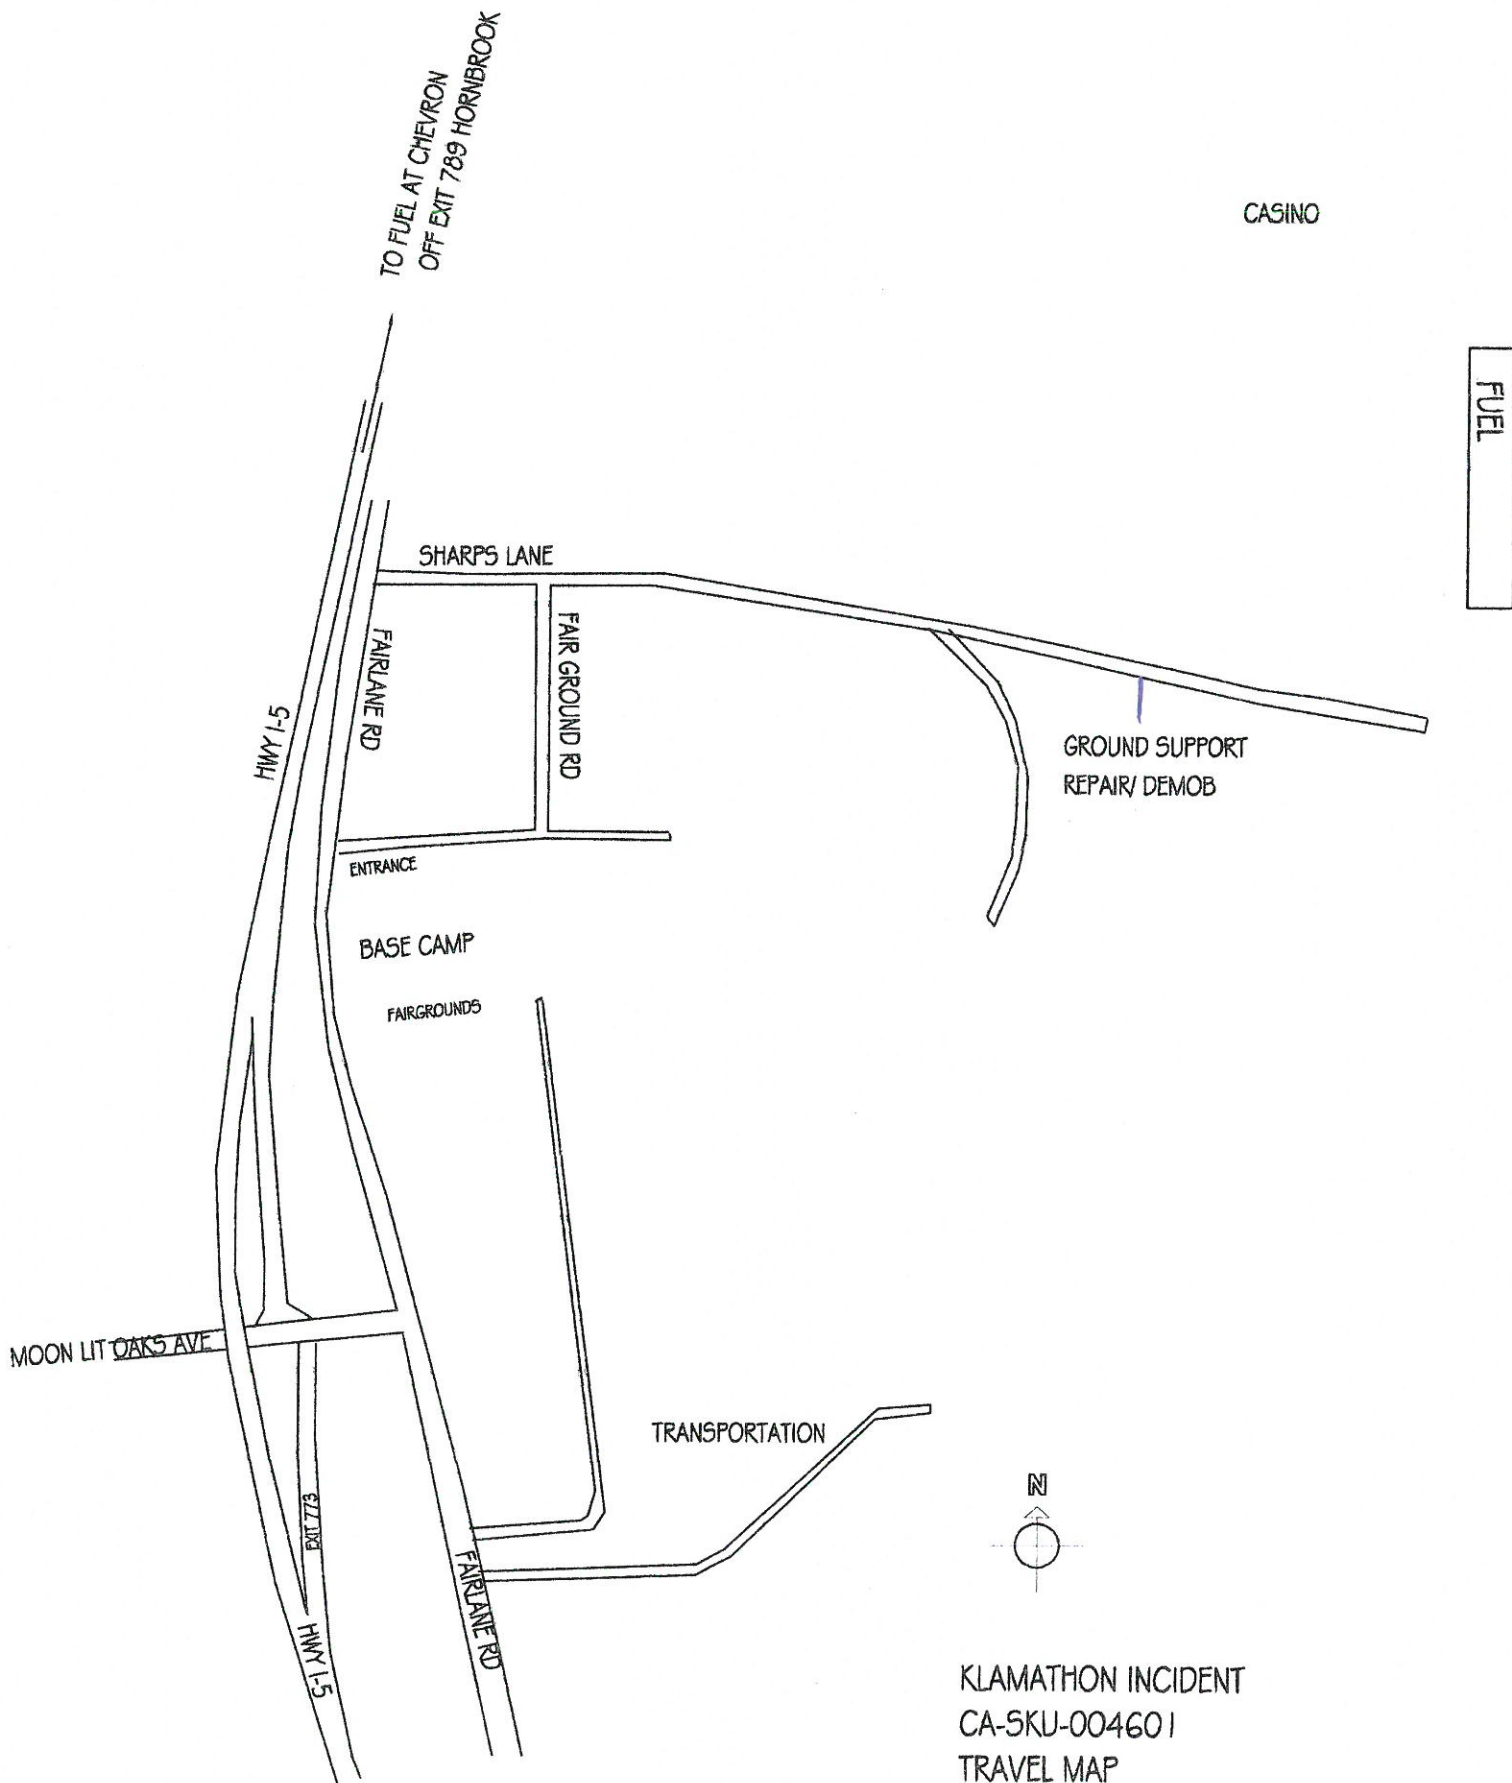 TO FUEL AT CHEVRON
OFF EXIT 789 HORNBROOK
CASINO
FUEL
SHARPS LANE
FAIRLANE RD
FAIR GROUND RD
HWY I-5
GROUND SUPPORT
REPAIR/ DEMOB
ENTRANCE
BASE CAMP
FAIRGROUNDS
MOON LIT OAKS AVE
TRANSPORTATION
EXIT 773
FAIRLANE RD
HWY I-5
N
KLAMATHON INCIDENT
CA-SKU-004601
TRAVEL MAP